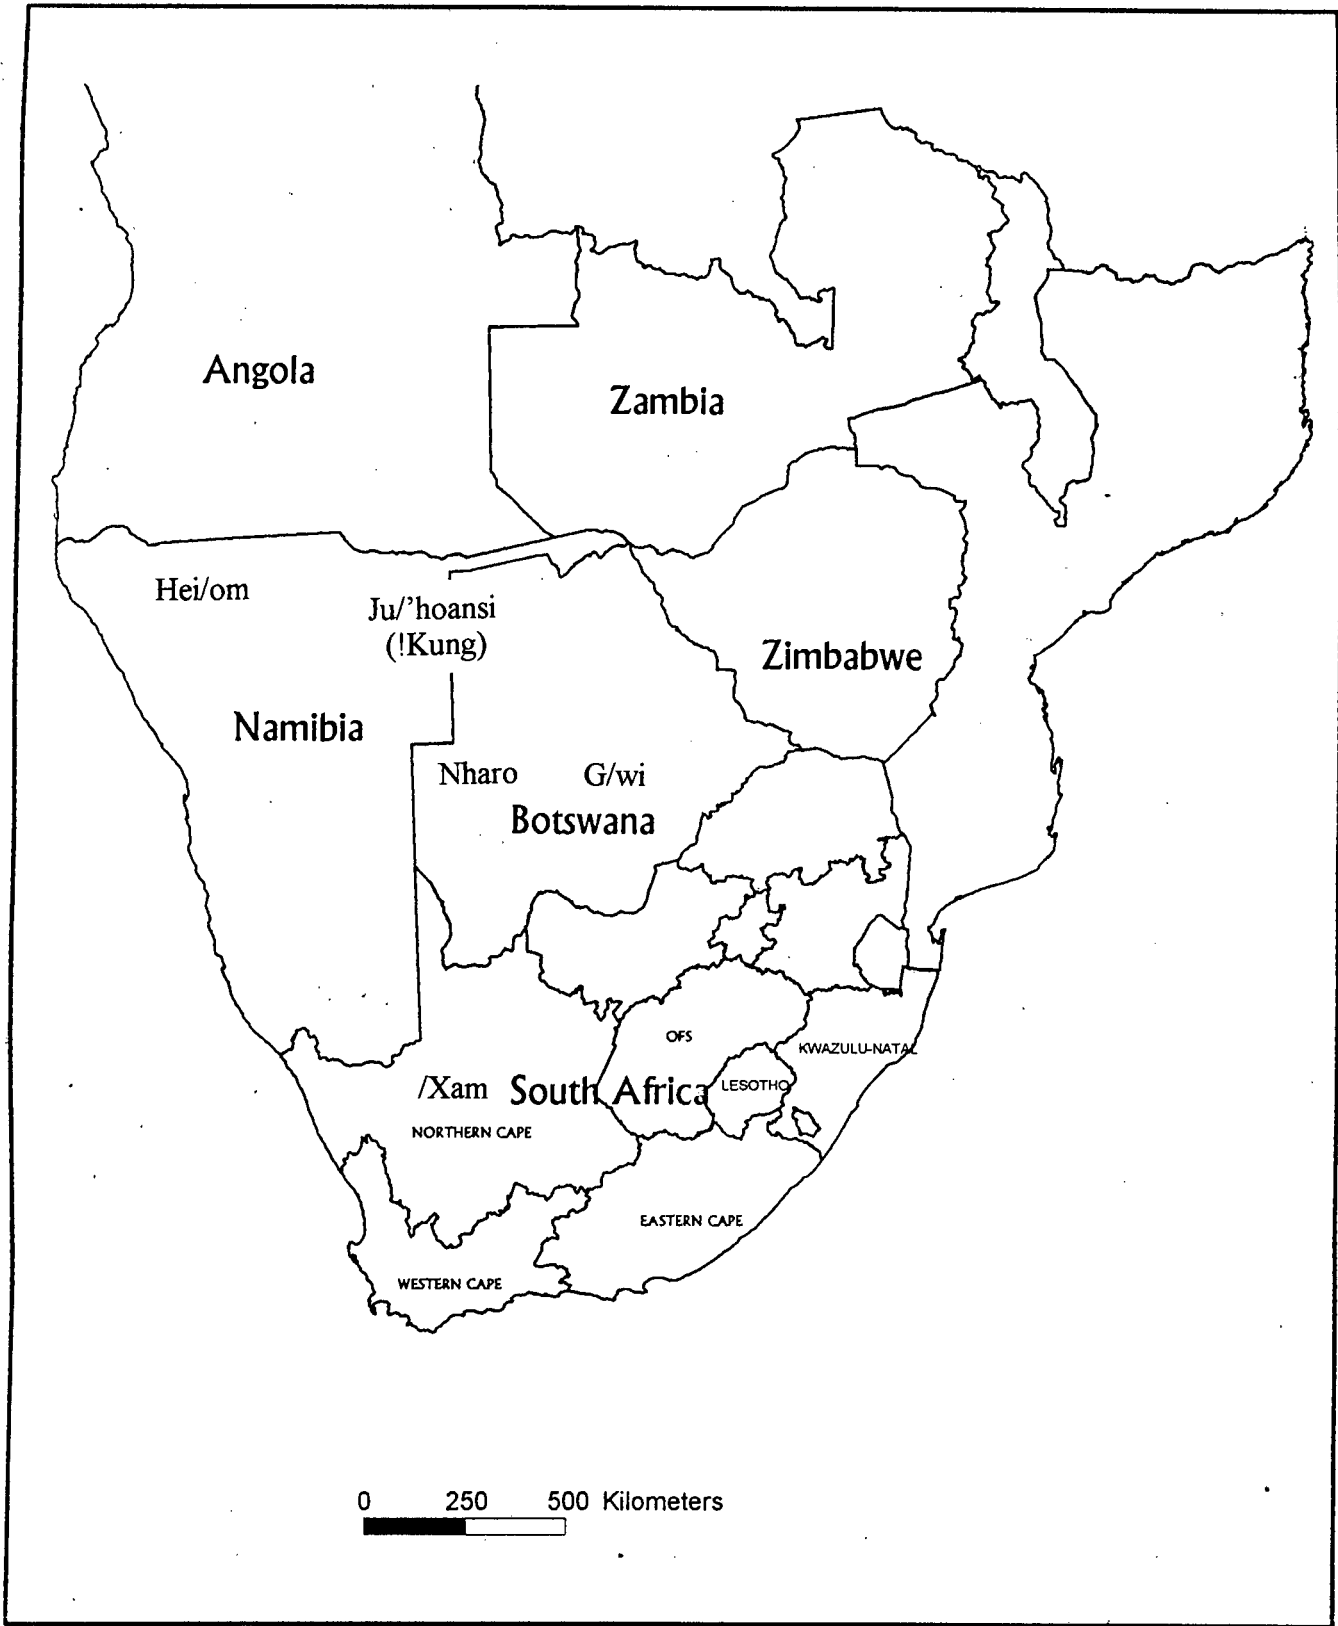 Angola
Zambia
Hei/om
Ju/'hoansi
(!Kung)
Zimbabwe
Namibia
Nharo
G/wi
Botswana
OFS
KWAZULU-NATAL
/Xam
South Africa
LESOTHO
NORTHERN CAPE
EASTERN CAPE
WESTERN CAPE
0 250 500 Kilometers